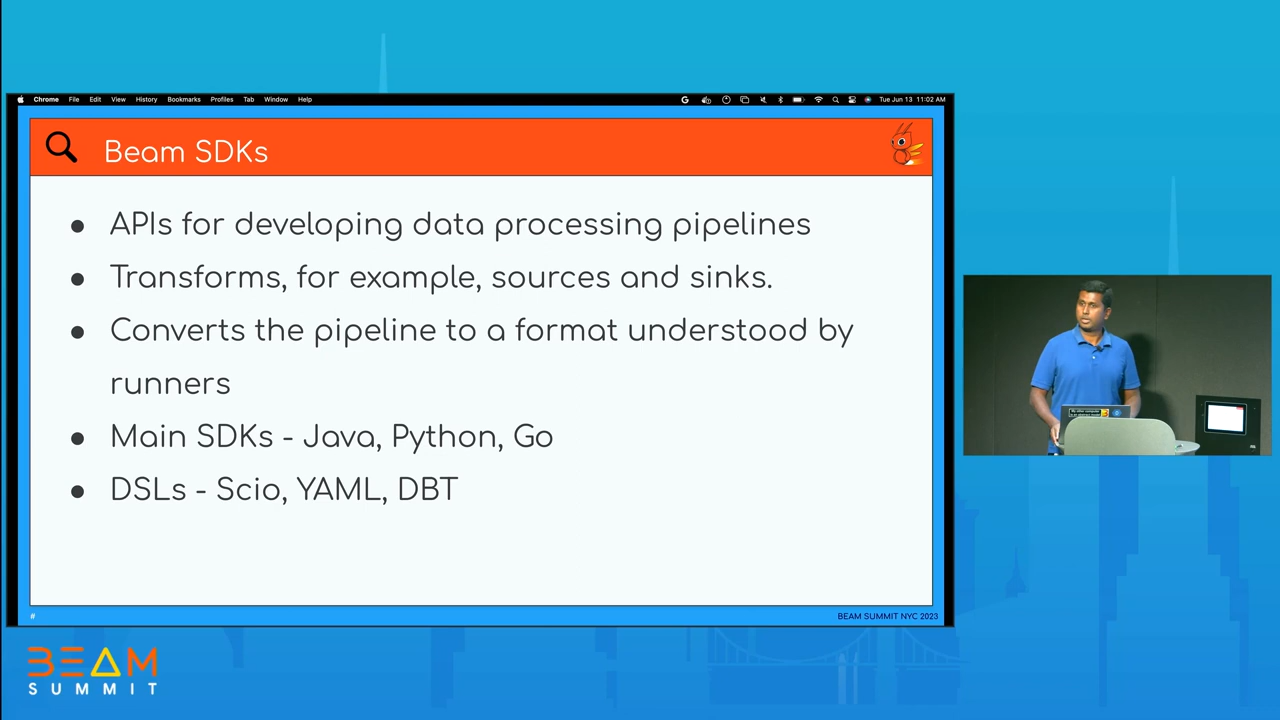 Chrome File Edit View History Bookmarks Profiles Tab Window Help
Tue Jun 13 11:02 AM
Beam SDKs
● APIs for developing data processing pipelines
● Transforms, for example, sources and sinks.
● Converts the pipeline to a format understood by
runners
● Main SDKs - Java, Python, Go
● DSLs - Scio, YAML, DBT
#
BEAM SUMMIT NYC 2023
BEAM
SUMMIT